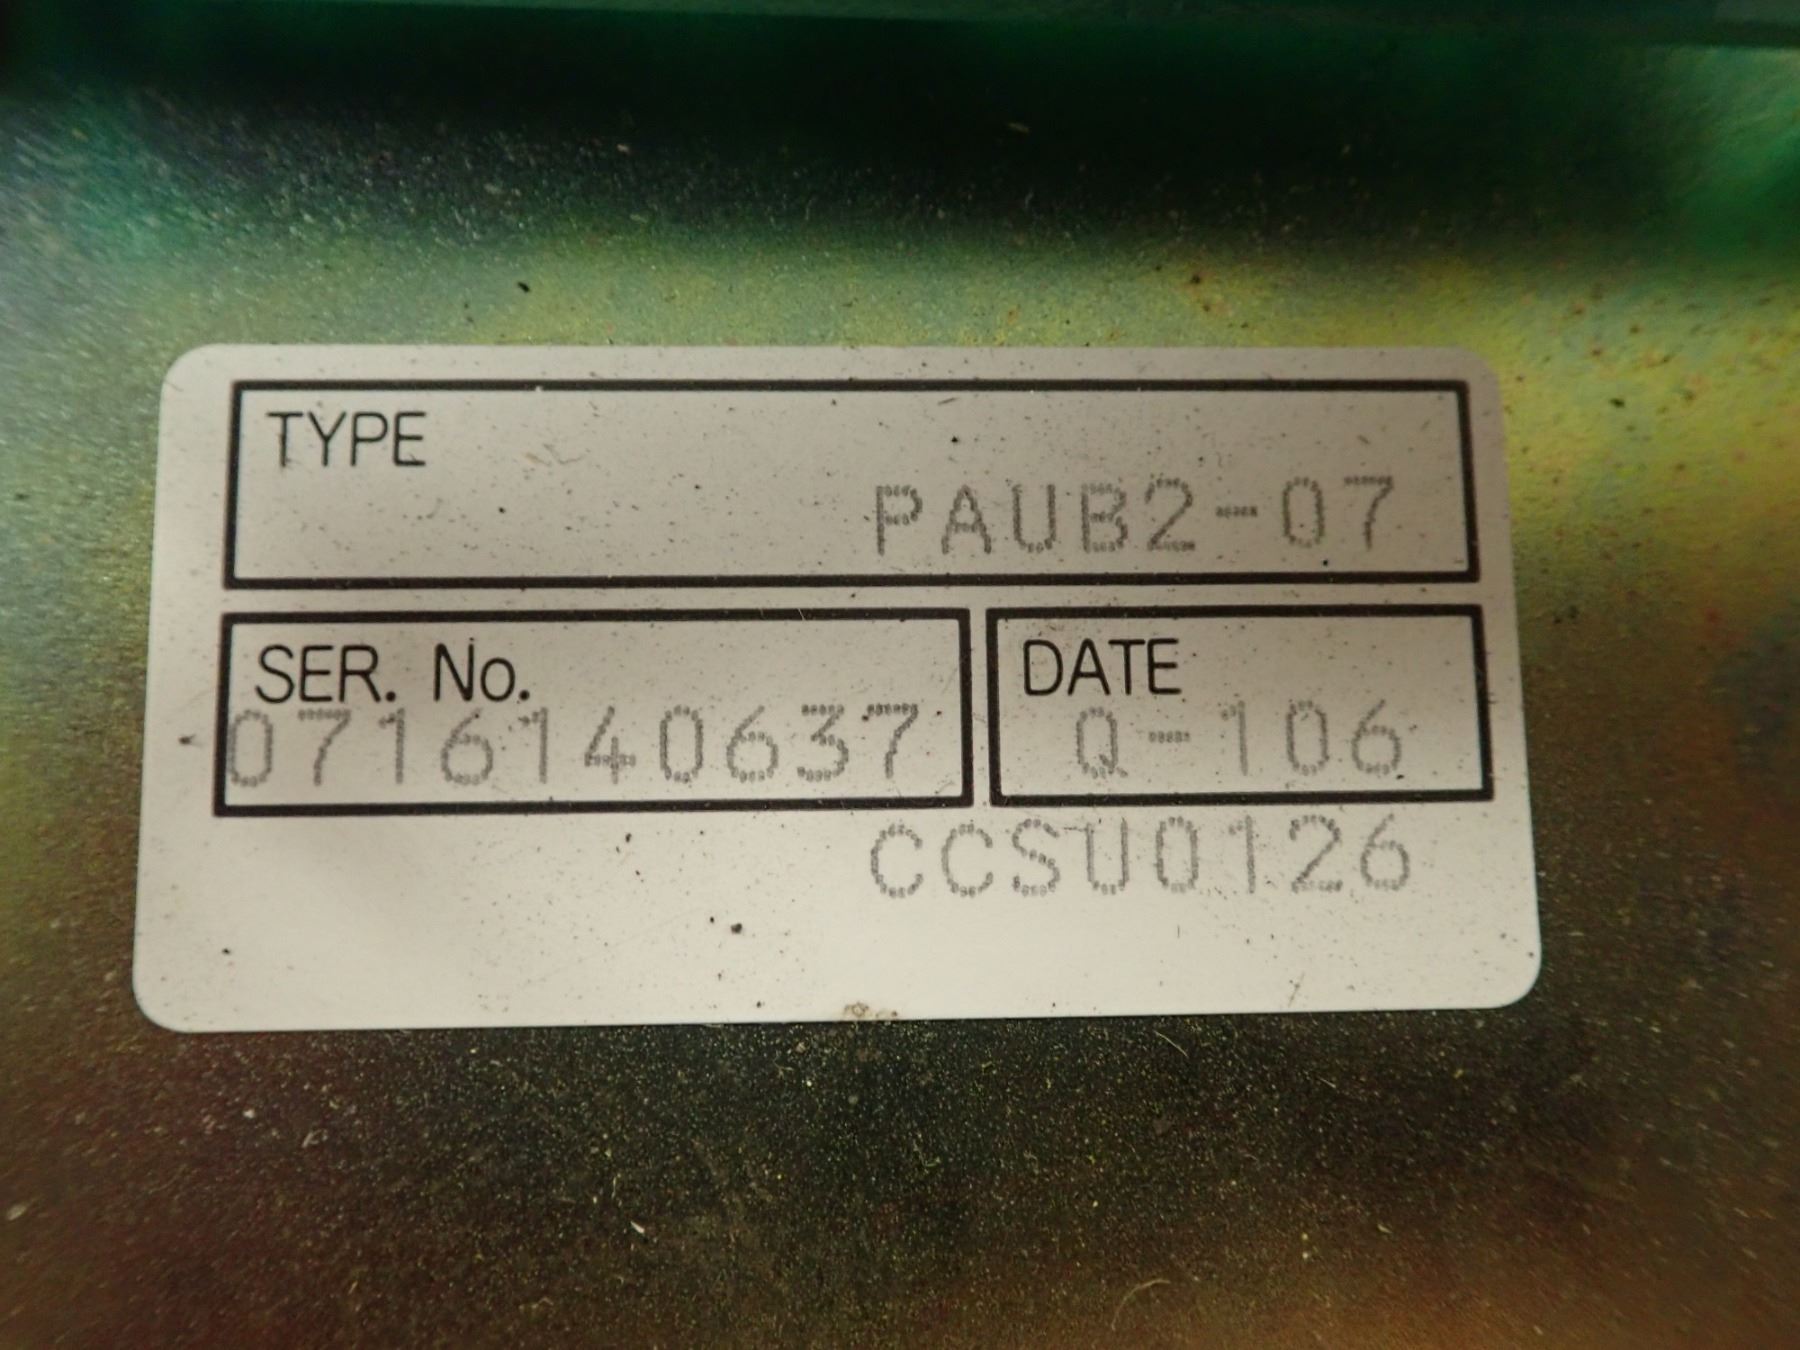 TYPE
PAUB2-07
SER. No.
0716140637
DATE
Q-106
CCSU0126